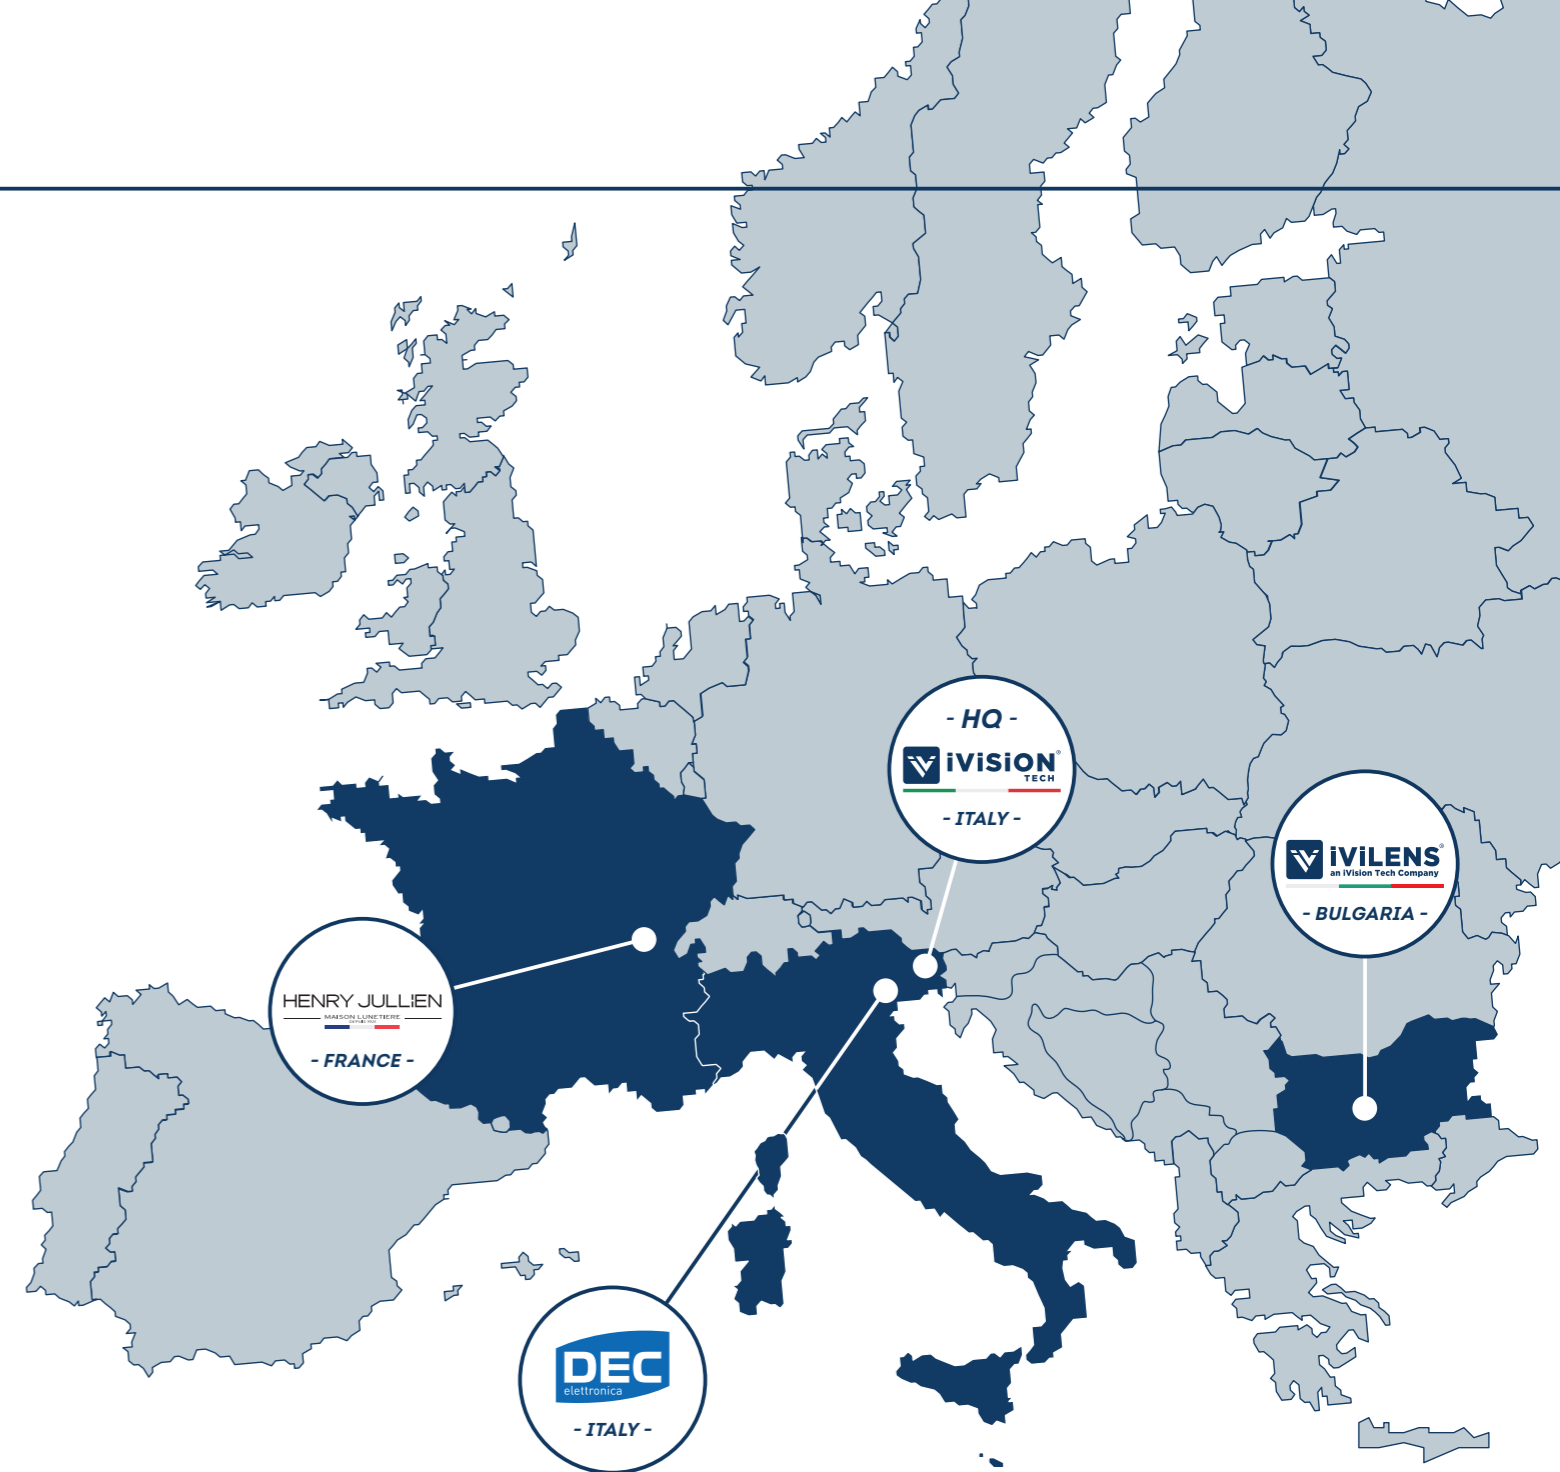 - HQ -
iViSiON®
TECH
- ITALY -
iViLENS®
an iVision Tech Company
- BULGARIA -
HENRY JULLIEN
MAISON LUNETIERE
- FRANCE -
DEC
elettronica
- ITALY -